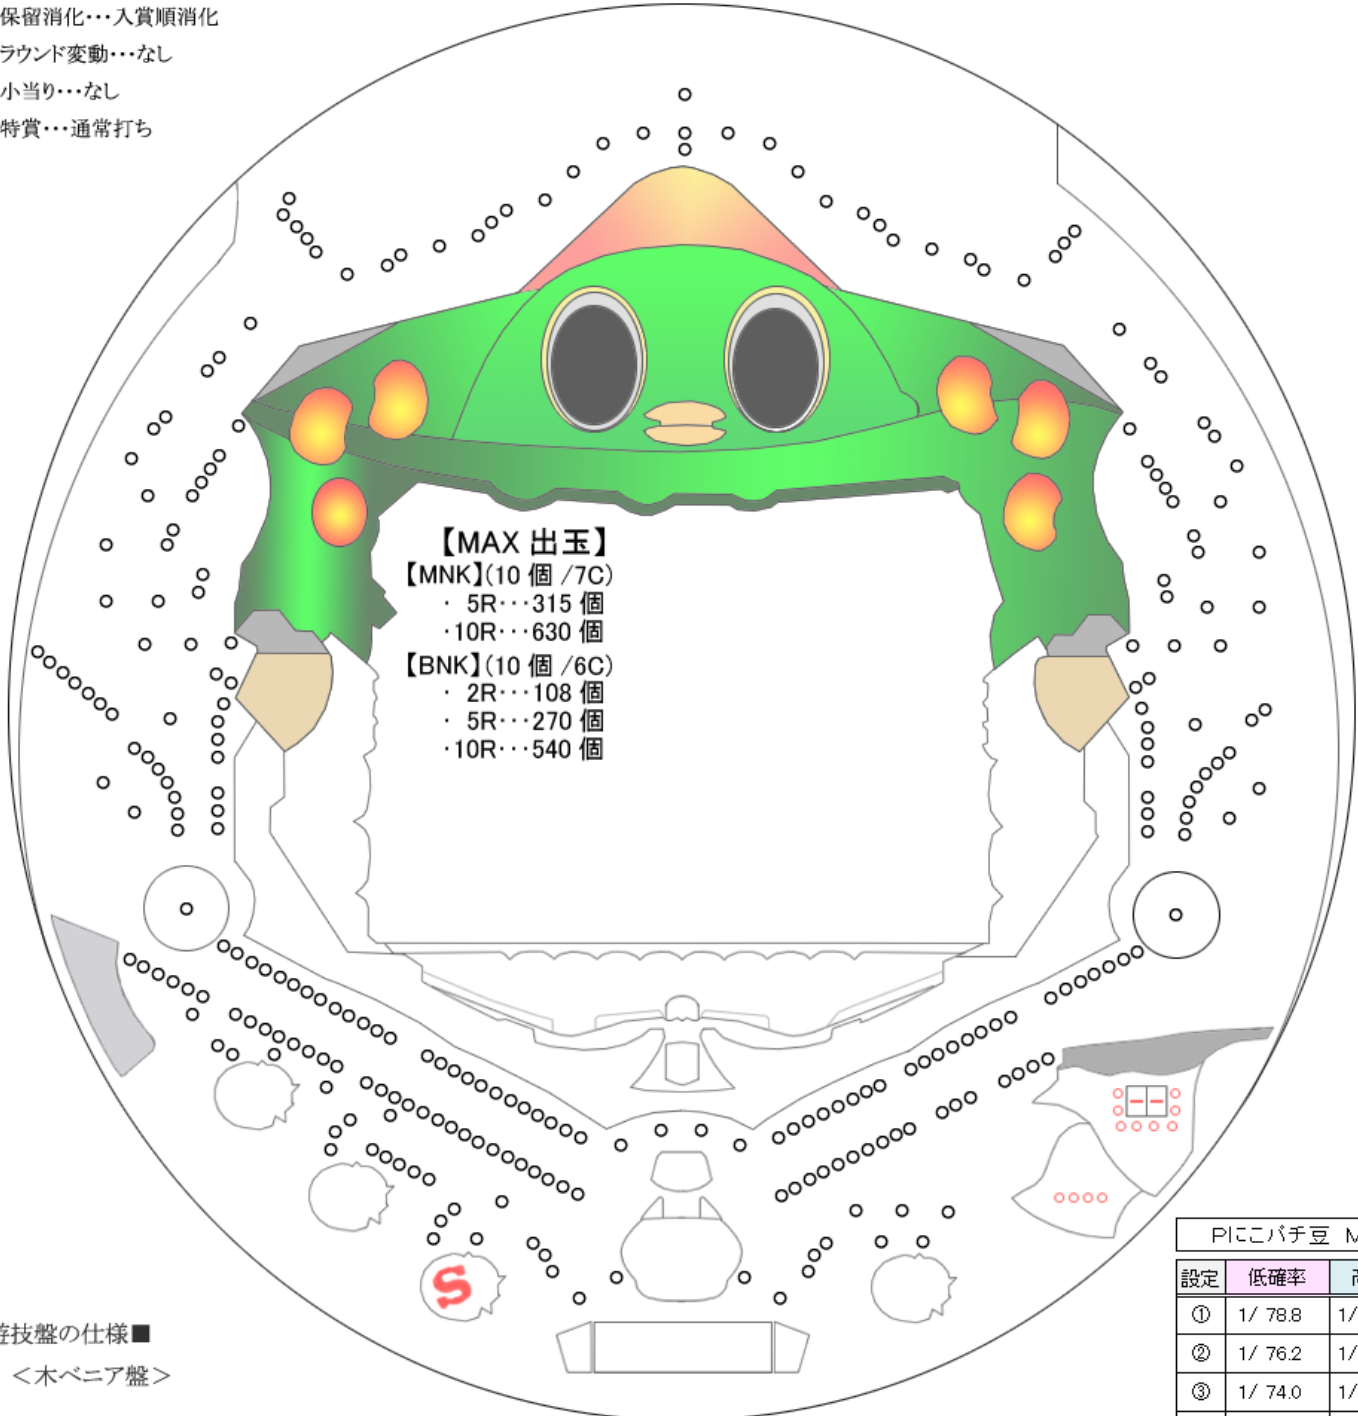 保留消化･･･入賞順消化
ラウンド変動･･･なし
小当り･･･なし
特賞･･･通常打ち
【MAX 出玉】
【MNK】(10 個 /7C)
･ 5R･･･315 個
･10R･･･630 個
【BNK】(10 個 /6C)
･ 2R･･･108 個
･ 5R･･･270 個
･10R･･･540 個
S
遊技盤の仕様■
＜木ベニア盤＞
Pにこパチ豆 M
設定 低確率
① 1/ 78.8 1/
② 1/ 76.2 1/
③ 1/ 74.0 1/